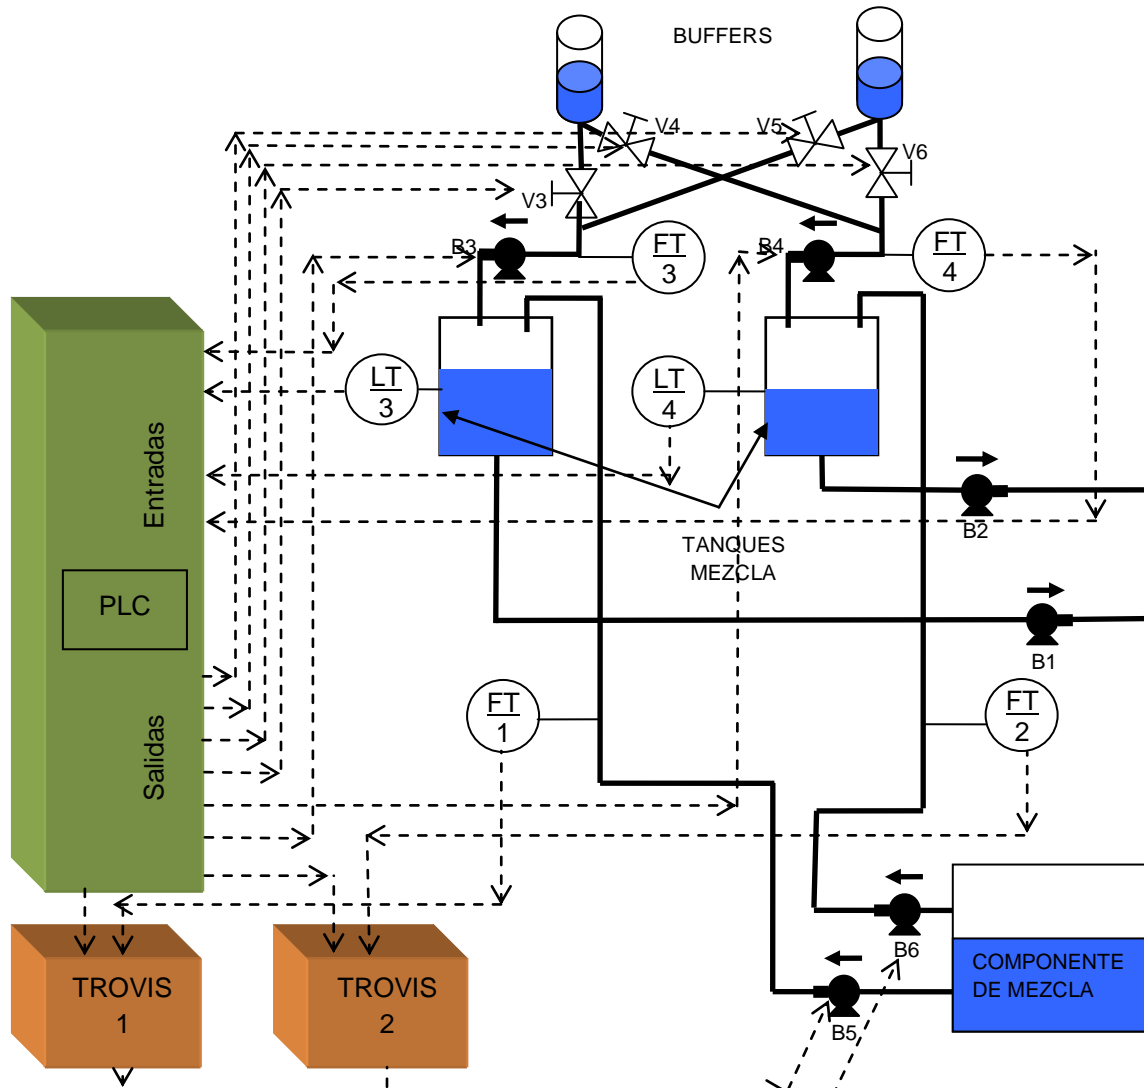 BUFFERS
V4
V5
V6
V3
B3
FT
3
B4
FT
4
LT
3
LT
4
Entradas
B2
TANQUES
MEZCLA
PLC
B1
FT
1
FT
2
Salidas
B6
COMPONENTE
DE MEZCLA
TROVIS
1
TROVIS
2
B5